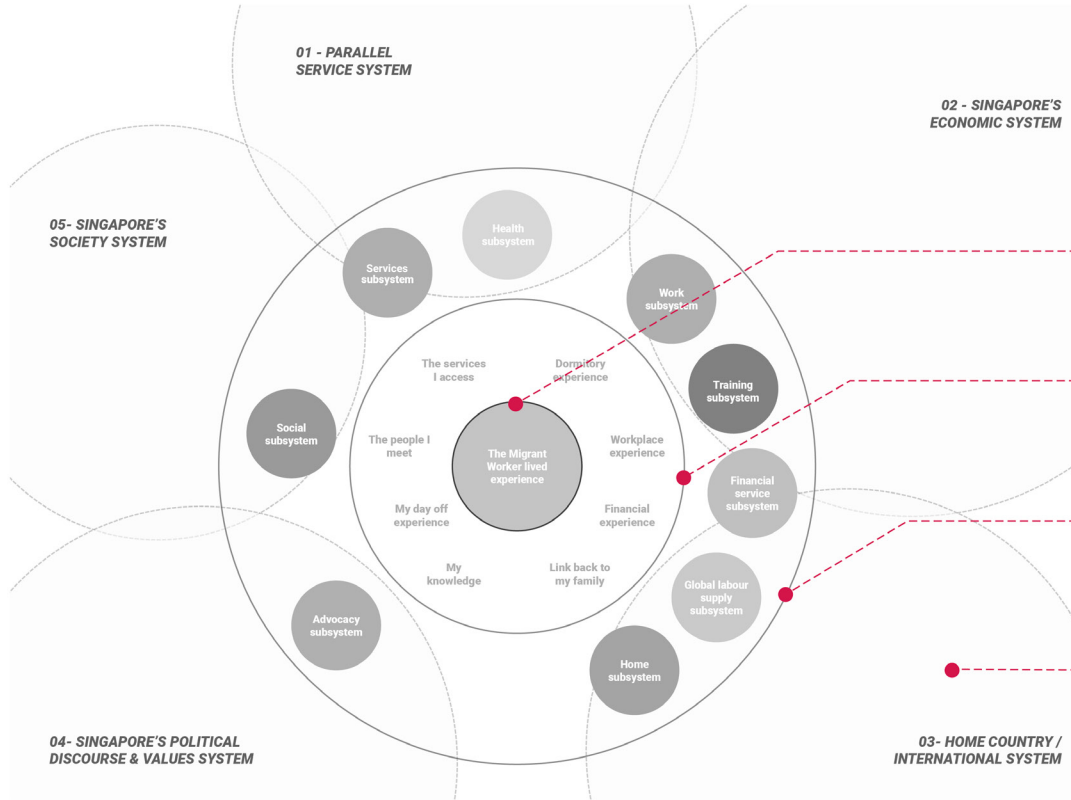 01 - PARALLEL
SERVICE SYSTEM
02 - SINGAPORE'S
ECONOMIC SYSTEM
05- SINGAPORE'S
SOCIETY SYSTEM
Health
subsystem
Services
subsystem
Work
subsystem
Training
subsystem
Social
subsystem
Financial
service
subsystem
Global labour
supply
subsystem
Advocacy
subsystem
Home
subsystem
The services
I access
Dormitory
experience
The people I
meet
Workplace
experience
The Migrant
Worker lived
experience
My day off
experience
Financial
experience
My
knowledge
Link back to
my family
04- SINGAPORE'S POLITICAL
DISCOURSE & VALUES SYSTEM
03- HOME COUNTRY /
INTERNATIONAL SYSTEM